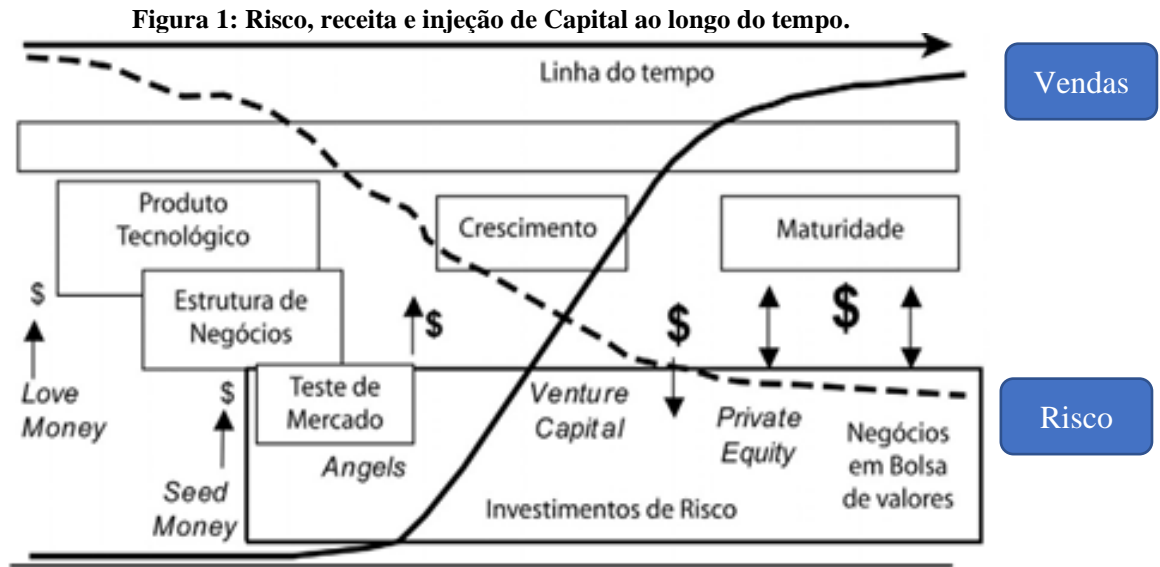 Figura 1: Risco, receita e injeção de Capital ao longo do tempo.
Linha do tempo
Vendas
Produto
Tecnológico
Crescimento
Maturidade
$
Estrutura de
Negócios
$
$
$
Love
Money
$
Teste de
Mercado
Angels
Venture
Capital
Private
Equity
Negócios
em Bolsa
de valores
Risco
Seed
Money
Investimentos de Risco